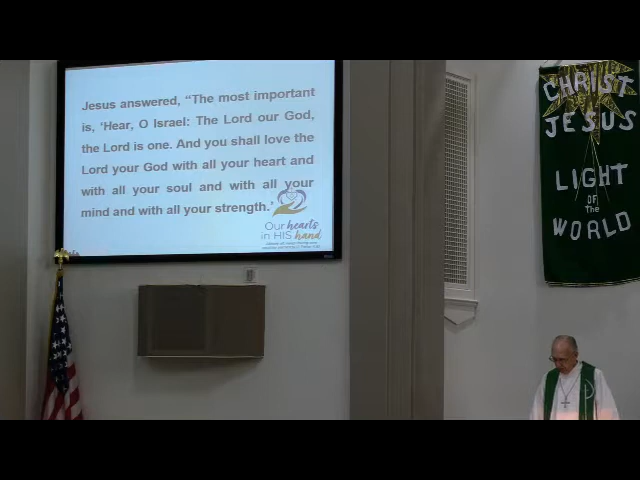 Jesus answered, “The most important
is, ‘Hear, O Israel: The Lord our God,
the Lord is one. And you shall love the
Lord your God with all your heart and
with all your soul and with all your
mind and with all your strength.’
Our hearts
in HIS hand
CHRIST
JESUS
LIGHT
OF
The
WORLD